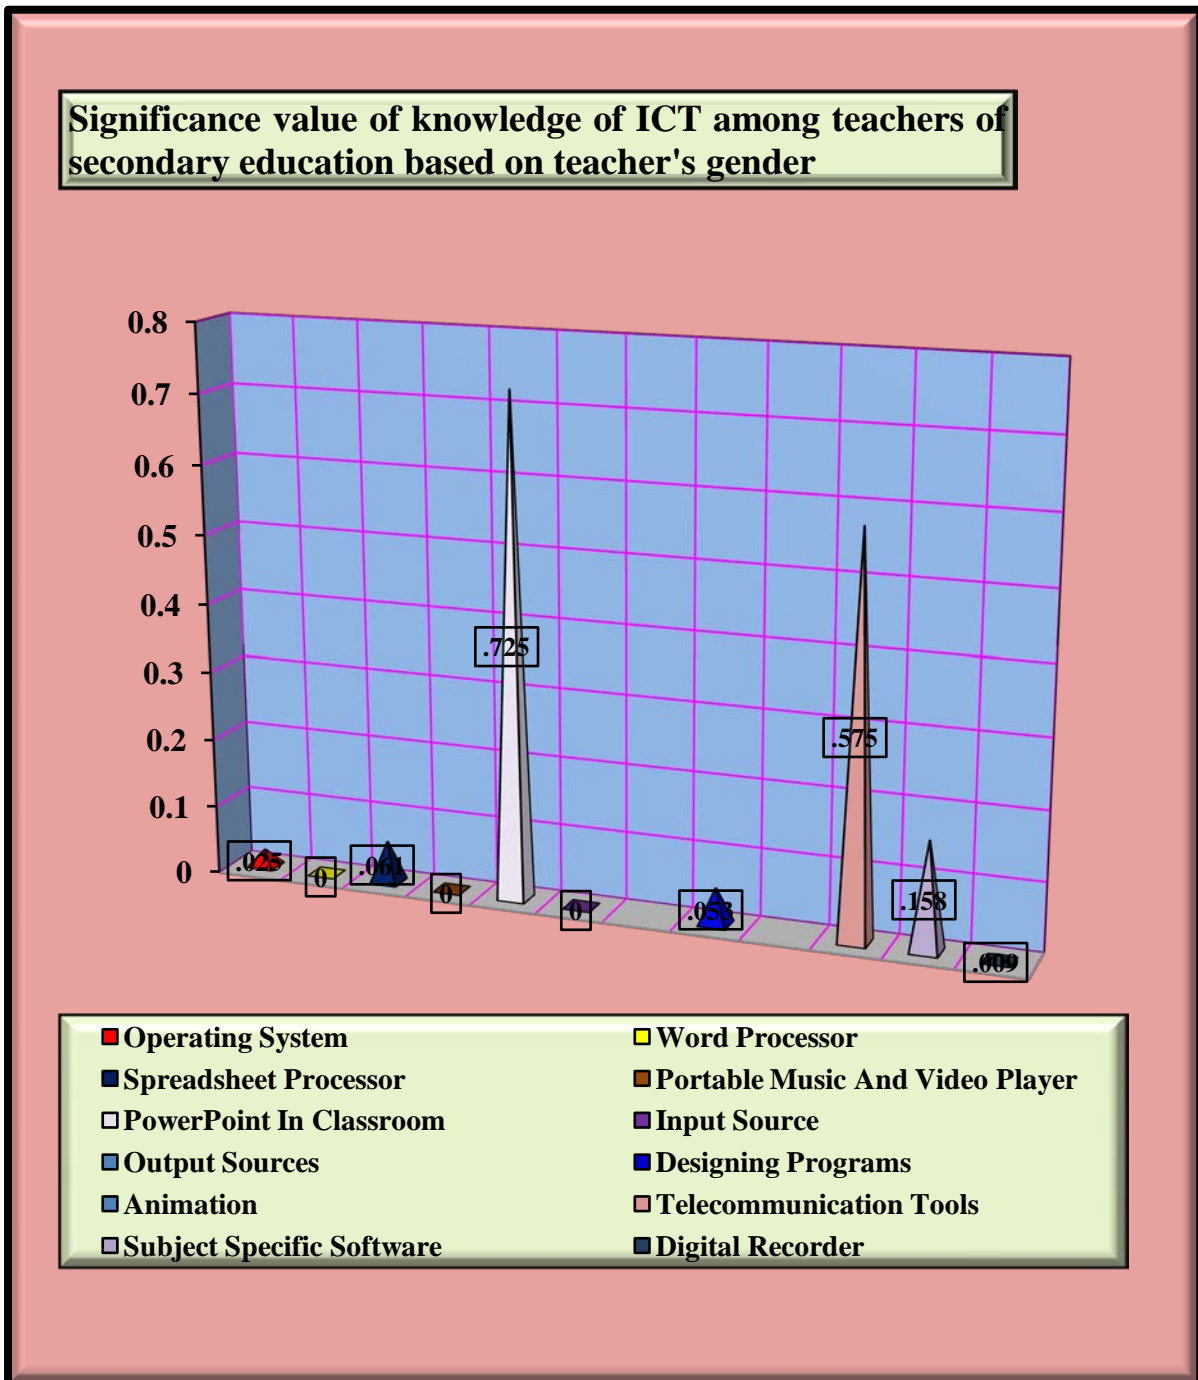 Significance value of knowledge of ICT among teachers of
secondary education based on teacher's gender
0.8
0.7
0.6
0.5
0.4
0.3
0.2
0.1
0
.025
0
.061
0
.725
0
.053
.575
.158
.009
Operating System
Word Processor
Spreadsheet Processor
Portable Music And Video Player
PowerPoint In Classroom
Input Source
Output Sources
Designing Programs
Animation
Telecommunication Tools
Subject Specific Software
Digital Recorder